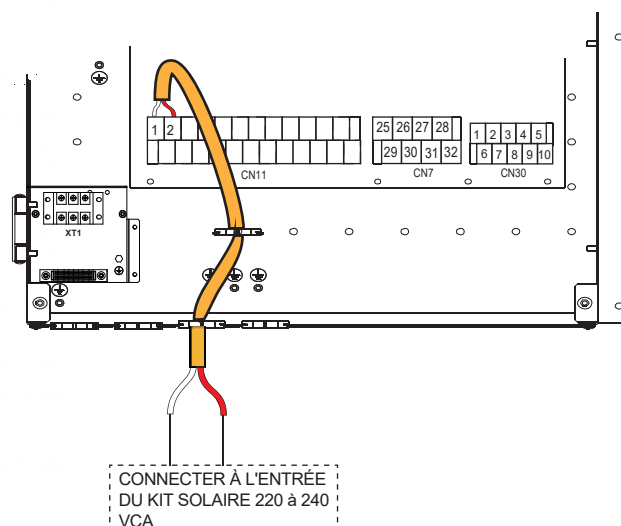 1 2
25 26 27 28
29 30 31 32
1 2 3 4 5
6 7 8 9 10
CN11
CN7
CN30
XT1
CONNECTER À L'ENTRÉE
DU KIT SOLAIRE 220 à 240
VCA